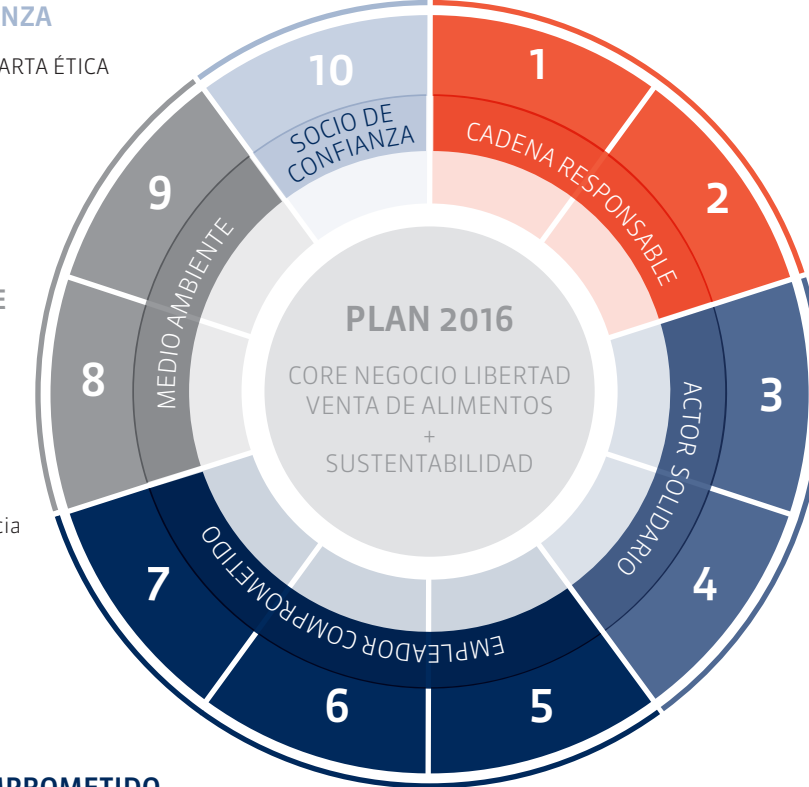 NZA
ARTA ÉTICA
10
1
SOCIO DE
CONFIANZA
CADENA RESPONSABLE
9
2
MEDIO AMBIENTE
E
PLAN 2016
8
3
CORE NEGOCIO LIBERTAD
VENTA DE ALIMENTOS
+
SUSTENTABILIDAD
ACTOR SOLIDARIO
cia
7
4
EMPLEADOR COMPROMETIDO
6
5
MPROMETIDO